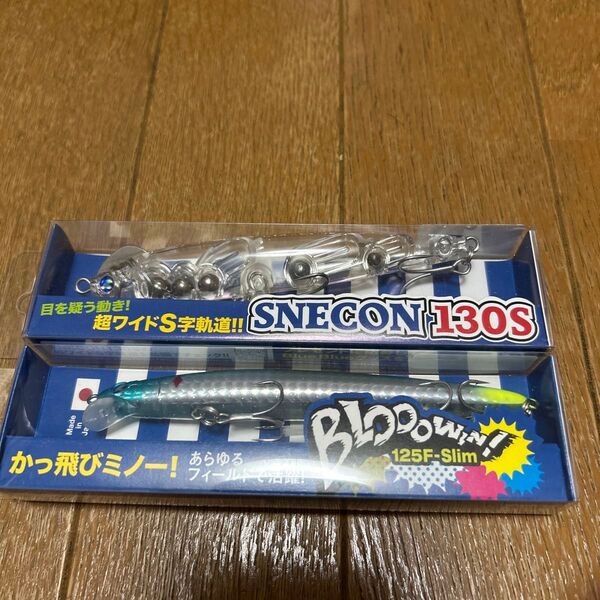 目を疑う動き!
超ワイドS字軌道!!
SNECON 130S
Made
in
かっ飛びミノー!
あらゆる
フィールドで活躍!
BLOOOWIN!
125F-Slim